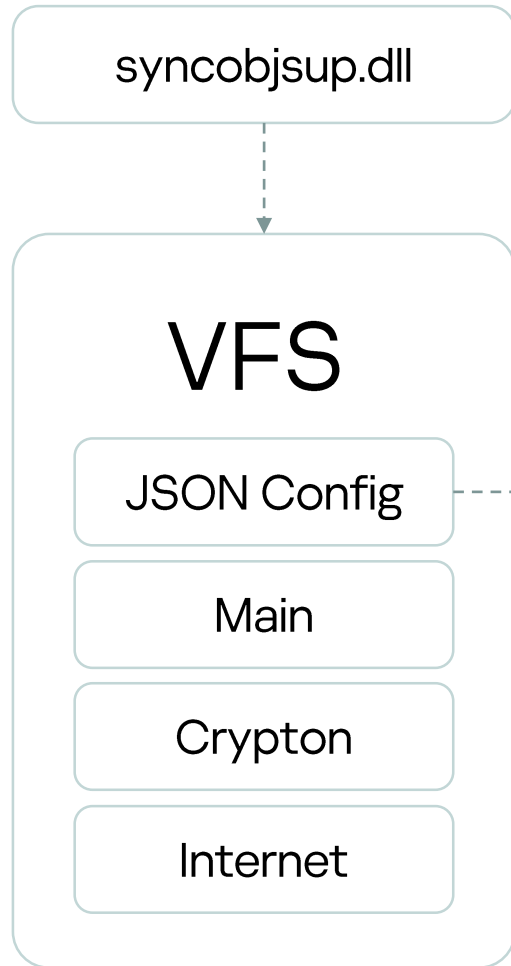 syncobjsup.dll
VFS
JSON Config
Main
Crypton
Internet